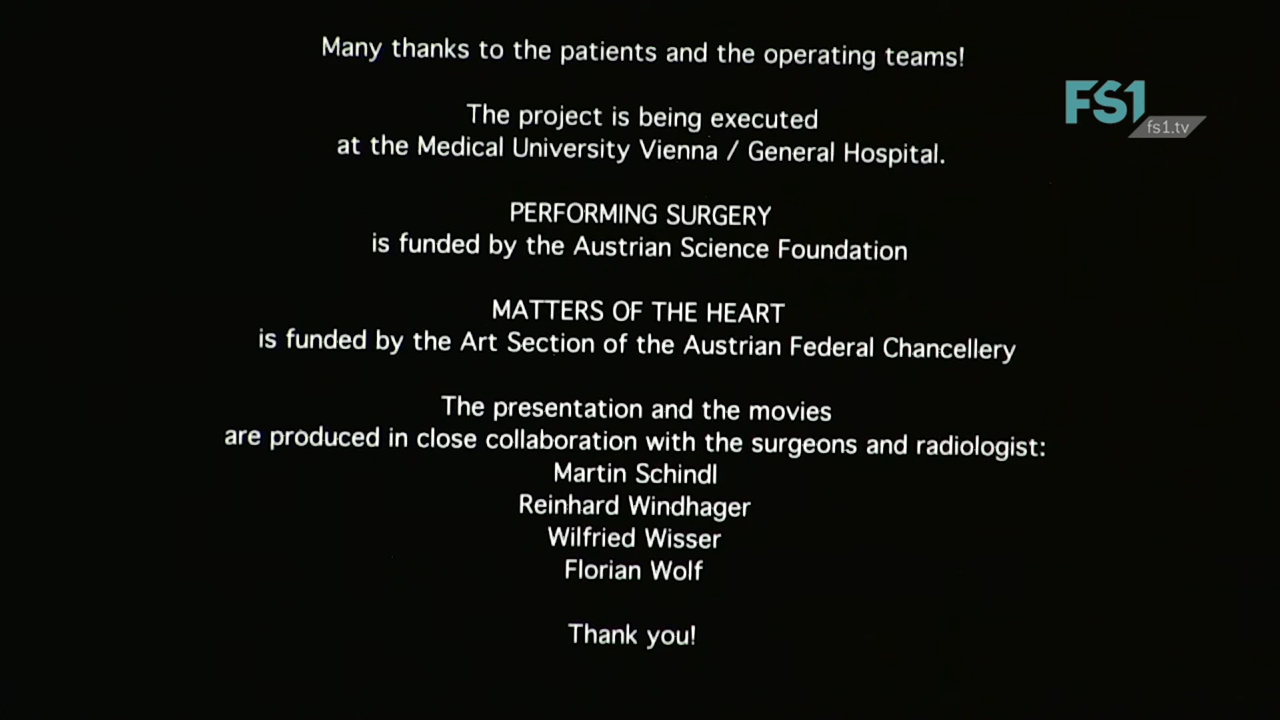 Many thanks to the patients and the operating teams!
The project is being executed
at the Medical University Vienna / General Hospital.
PERFORMING SURGERY
is funded by the Austrian Science Foundation
MATTERS OF THE HEART
is funded by the Art Section of the Austrian Federal Chancellery
The presentation and the movies
are produced in close collaboration with the surgeons and radiologist:
Martin Schindl
Reinhard Windhager
Wilfried Wisser
Florian Wolf
Thank you!
FS1
fs1.tv